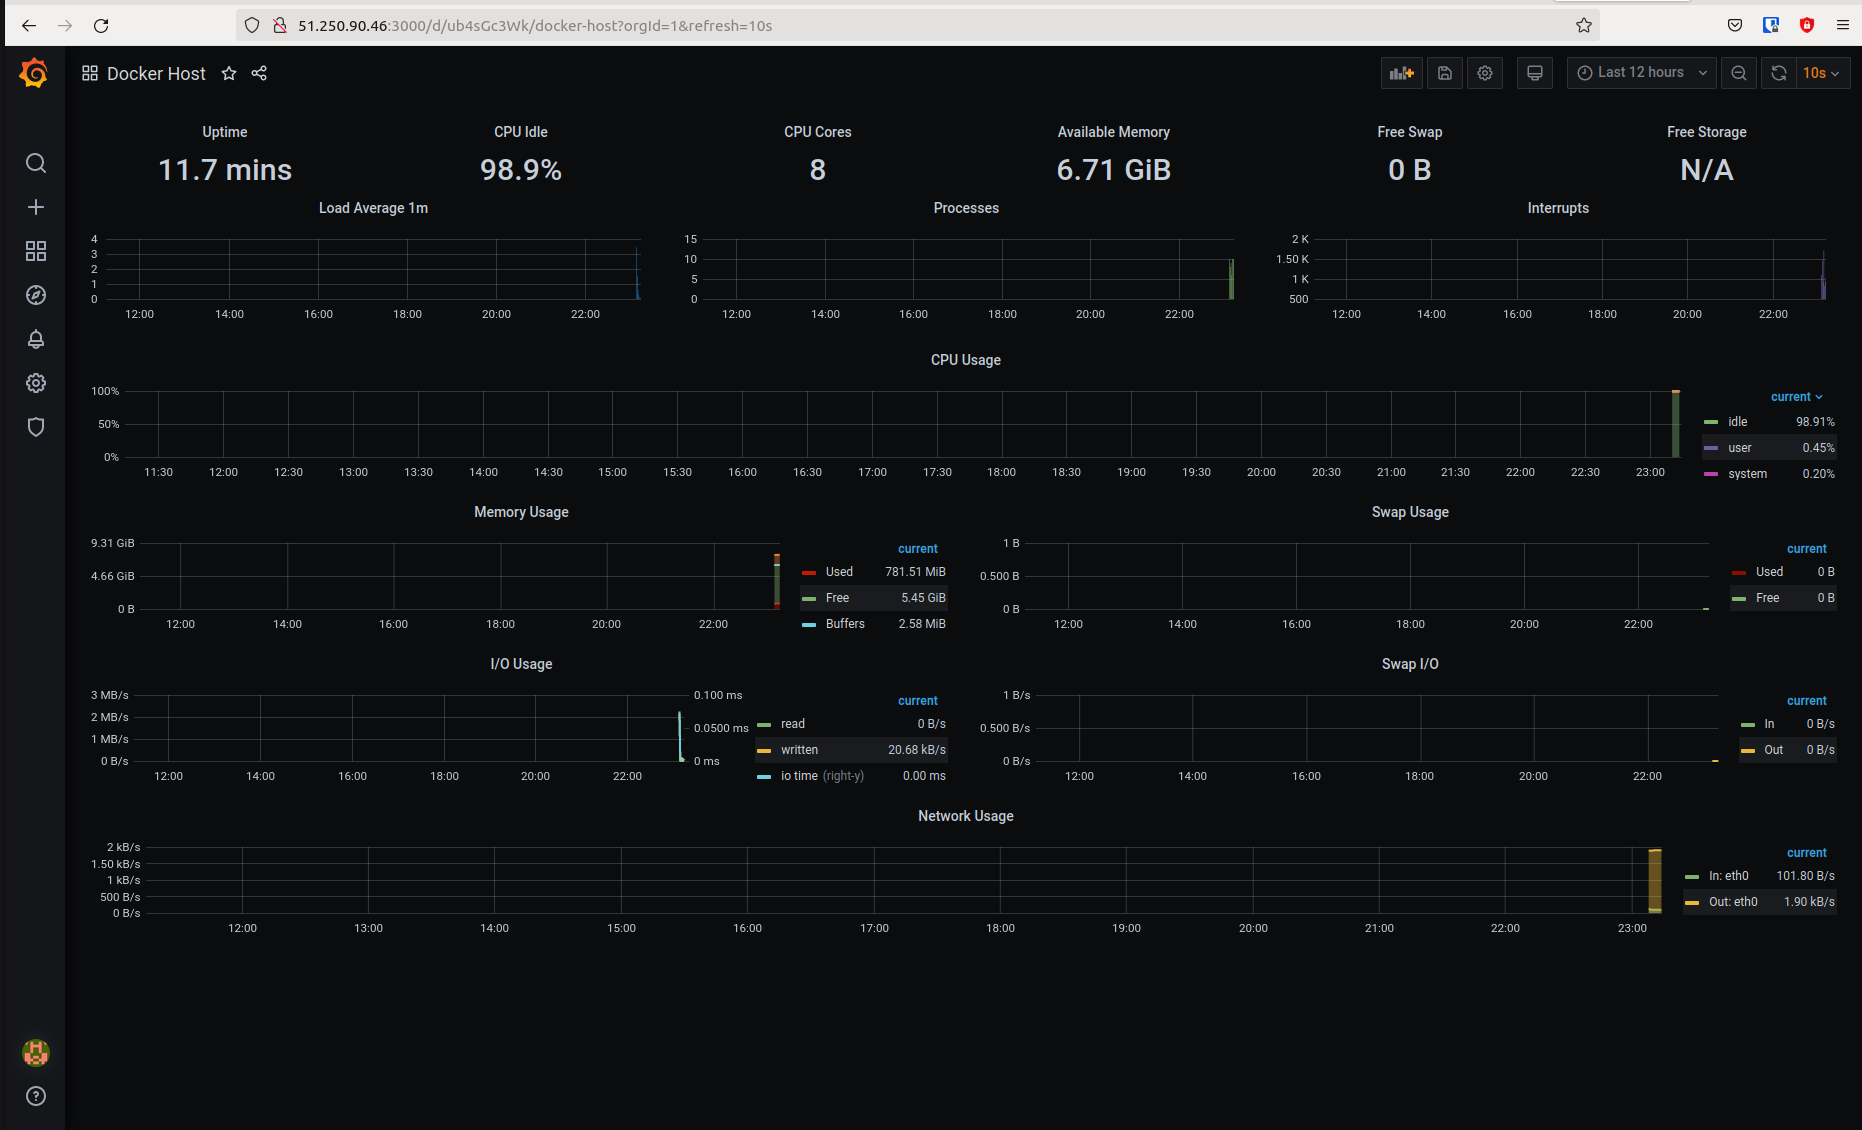 51.250.90.46:3000/d/ub4sGc3Wk/docker-host?orgId=1&refresh=10s
Docker Host
Last 12 hours
10s
Uptime
11.7 mins
CPU Idle
98.9%
CPU Cores
8
Available Memory
6.71 GiB
Free Swap
0 B
Free Storage
N/A
Load Average 1m
4
3
2
1
0
12:00 14:00 16:00 18:00 20:00 22:00
Processes
15
10
5
0
12:00 14:00 16:00 18:00 20:00 22:00
Interrupts
2 K
1.50 K
1 K
500
12:00 14:00 16:00 18:00 20:00 22:00
CPU Usage
100%
50%
0%
11:30 12:00 12:30 13:00 13:30 14:00 14:30 15:00 15:30 16:00 16:30 17:00 17:30 18:00 18:30 19:00 19:30 20:00 20:30 21:00 21:30 22:00 22:30 23:00
current
idle 98.91%
user 0.45%
system 0.20%
Memory Usage
9.31 GiB
4.66 GiB
0 B
12:00 14:00 16:00 18:00 20:00 22:00
current
Used 781.51 MiB
Free 5.45 GiB
Buffers 2.58 MiB
Swap Usage
1 B
0.500 B
0 B
12:00 14:00 16:00 18:00 20:00 22:00
current
Used 0 B
Free 0 B
I/O Usage
3 MB/s
2 MB/s
1 MB/s
0 B/s
0.100 ms
0.0500 ms
0 ms
12:00 14:00 16:00 18:00 20:00 22:00
current
read 0 B/s
written 20.68 kB/s
io time (right-y) 0.00 ms
Swap I/O
1 B/s
0.500 B/s
0 B/s
12:00 14:00 16:00 18:00 20:00 22:00
current
In 0 B/s
Out 0 B/s
Network Usage
2 kB/s
1.50 kB/s
1 kB/s
500 B/s
0 B/s
12:00 13:00 14:00 15:00 16:00 17:00 18:00 19:00 20:00 21:00 22:00 23:00
current
In: eth0 101.80 B/s
Out: eth0 1.90 kB/s